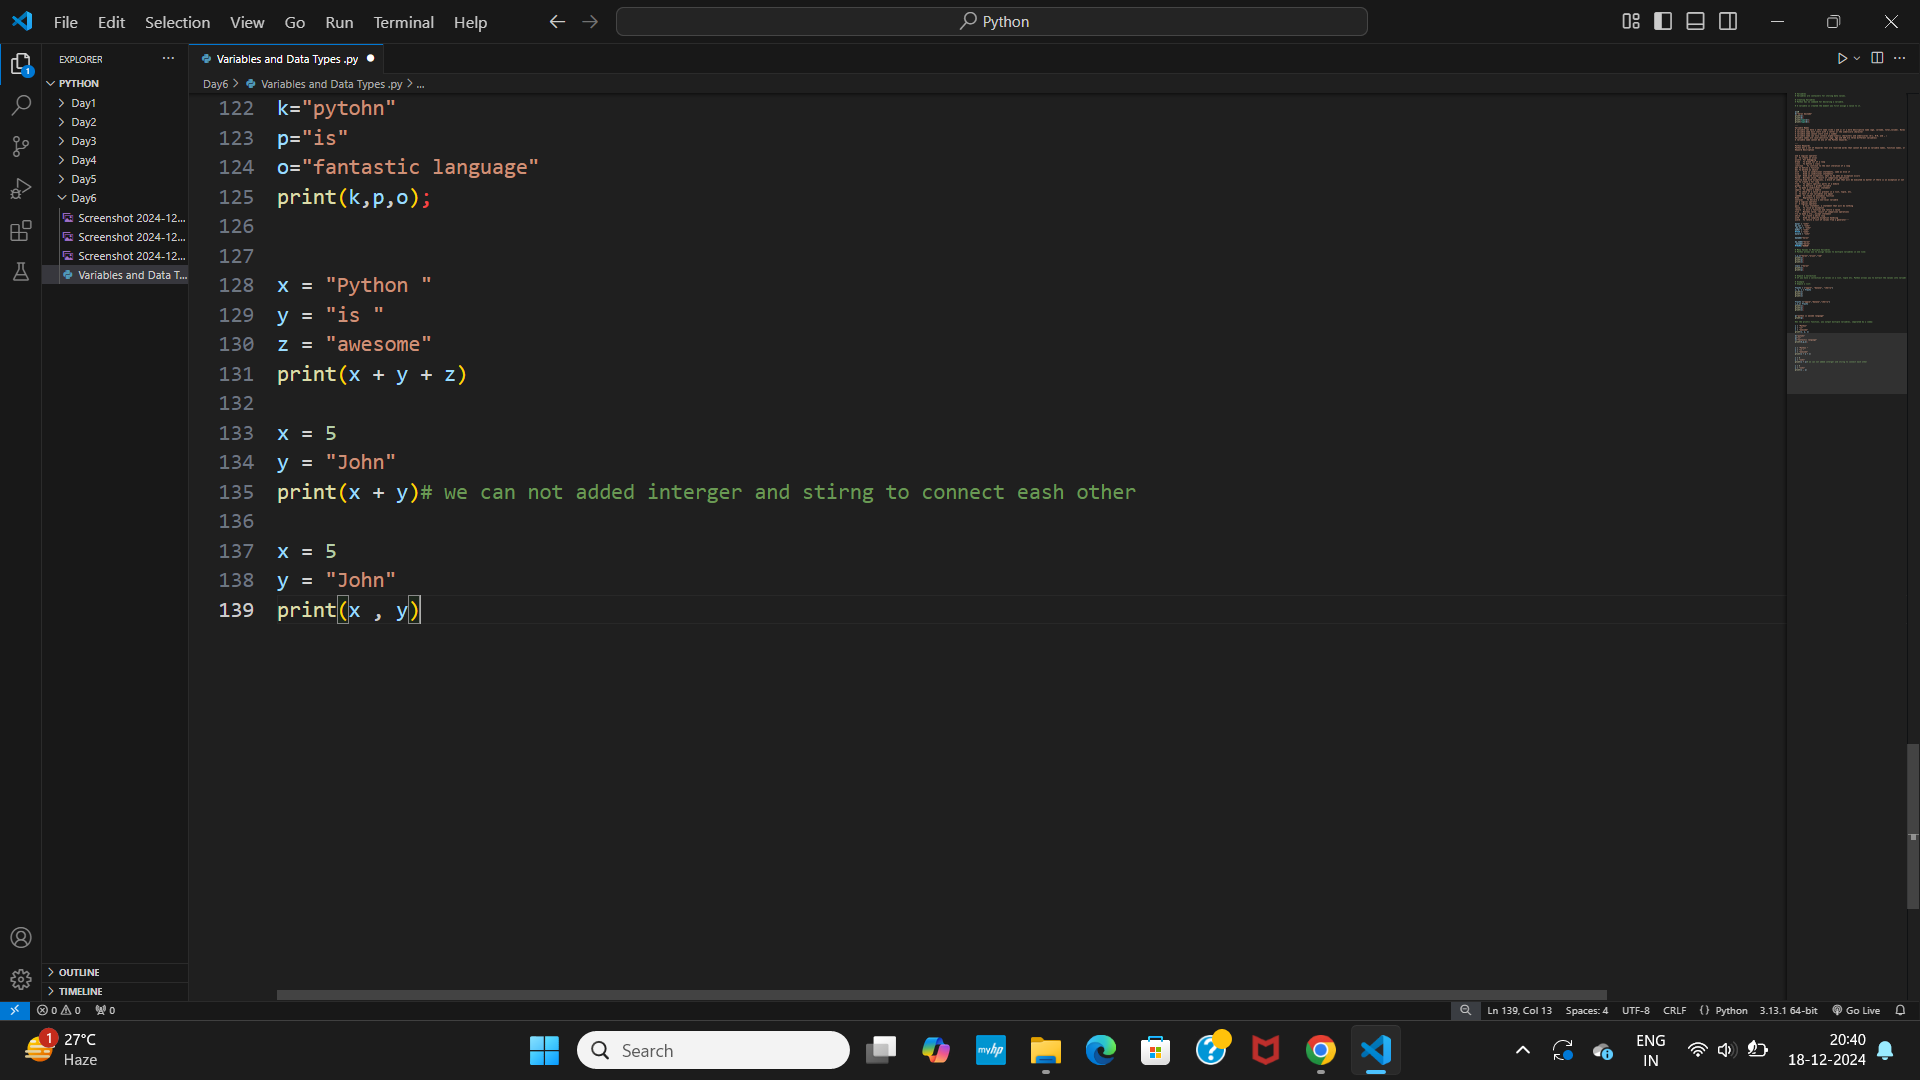 File Edit Selection View Go Run Terminal Help
Python
EXPLORER
Variables and Data Types .py
PYTHON
Day1
Day2
Day3
Day4
Day5
Day6
Screenshot 2024-12...
Screenshot 2024-12...
Screenshot 2024-12...
Variables and Data T...
OUTLINE
TIMELINE
Day6 > Variables and Data Types .py > ...
122 k="pytohn"
123 p="is"
124 o="fantastic language"
125 print(k,p,o);
126
127
128 x = "Python "
129 y = "is "
130 z = "awesome"
131 print(x + y + z)
132
133 x = 5
134 y = "John"
135 print(x + y)# we can not added interger and stirng to connect eash other
136
137 x = 5
138 y = "John"
139 print(x , y)
0 0 0 Ln 139, Col 13 Spaces: 4 UTF-8 CRLF {} Python 3.13.1 64-bit Go Live
1 27°C
Haze
Search
myhp
ENG
IN
20:40
18-12-2024